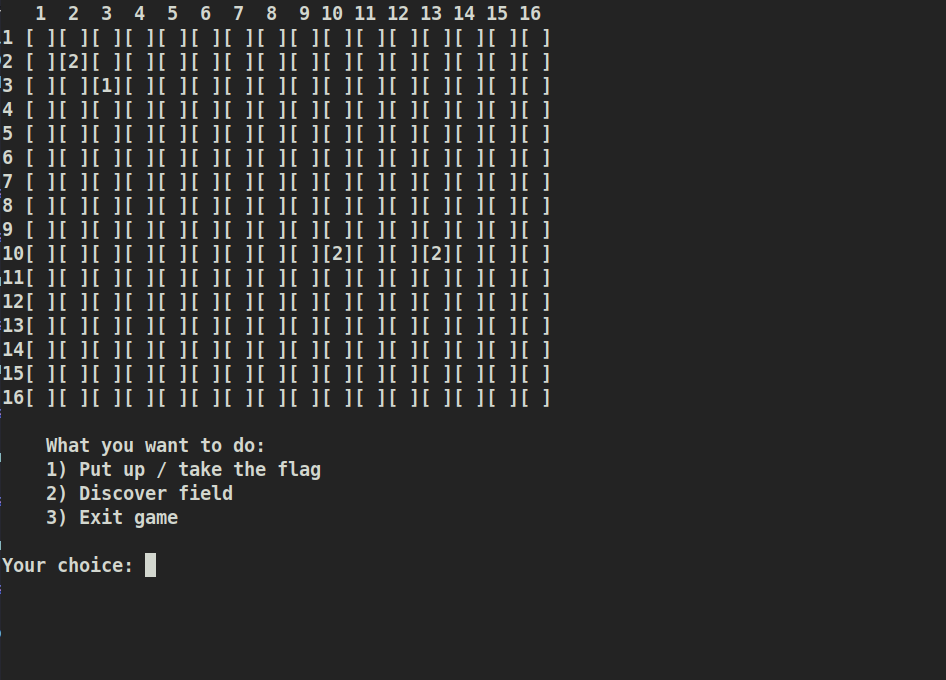 1 2 3 4 5 6 7 8 9 10 11 12 13 14 15 16
1 [ ][ ][ ][ ][ ][ ][ ][ ][ ][ ][ ][ ][ ][ ][ ][ ]
2 [ ][2][ ][ ][ ][ ][ ][ ][ ][ ][ ][ ][ ][ ][ ][ ]
3 [ ][ ][1][ ][ ][ ][ ][ ][ ][ ][ ][ ][ ][ ][ ][ ]
4 [ ][ ][ ][ ][ ][ ][ ][ ][ ][ ][ ][ ][ ][ ][ ][ ]
5 [ ][ ][ ][ ][ ][ ][ ][ ][ ][ ][ ][ ][ ][ ][ ][ ]
6 [ ][ ][ ][ ][ ][ ][ ][ ][ ][ ][ ][ ][ ][ ][ ][ ]
7 [ ][ ][ ][ ][ ][ ][ ][ ][ ][ ][ ][ ][ ][ ][ ][ ]
8 [ ][ ][ ][ ][ ][ ][ ][ ][ ][ ][ ][ ][ ][ ][ ][ ]
9 [ ][ ][ ][ ][ ][ ][ ][ ][ ][ ][ ][ ][ ][ ][ ][ ]
10[ ][ ][ ][ ][ ][ ][ ][ ][ ][2][ ][ ][2][ ][ ][ ]
11[ ][ ][ ][ ][ ][ ][ ][ ][ ][ ][ ][ ][ ][ ][ ][ ]
12[ ][ ][ ][ ][ ][ ][ ][ ][ ][ ][ ][ ][ ][ ][ ][ ]
13[ ][ ][ ][ ][ ][ ][ ][ ][ ][ ][ ][ ][ ][ ][ ][ ]
14[ ][ ][ ][ ][ ][ ][ ][ ][ ][ ][ ][ ][ ][ ][ ][ ]
15[ ][ ][ ][ ][ ][ ][ ][ ][ ][ ][ ][ ][ ][ ][ ][ ]
16[ ][ ][ ][ ][ ][ ][ ][ ][ ][ ][ ][ ][ ][ ][ ][ ]
What you want to do:
1) Put up / take the flag
2) Discover field
3) Exit game
Your choice: